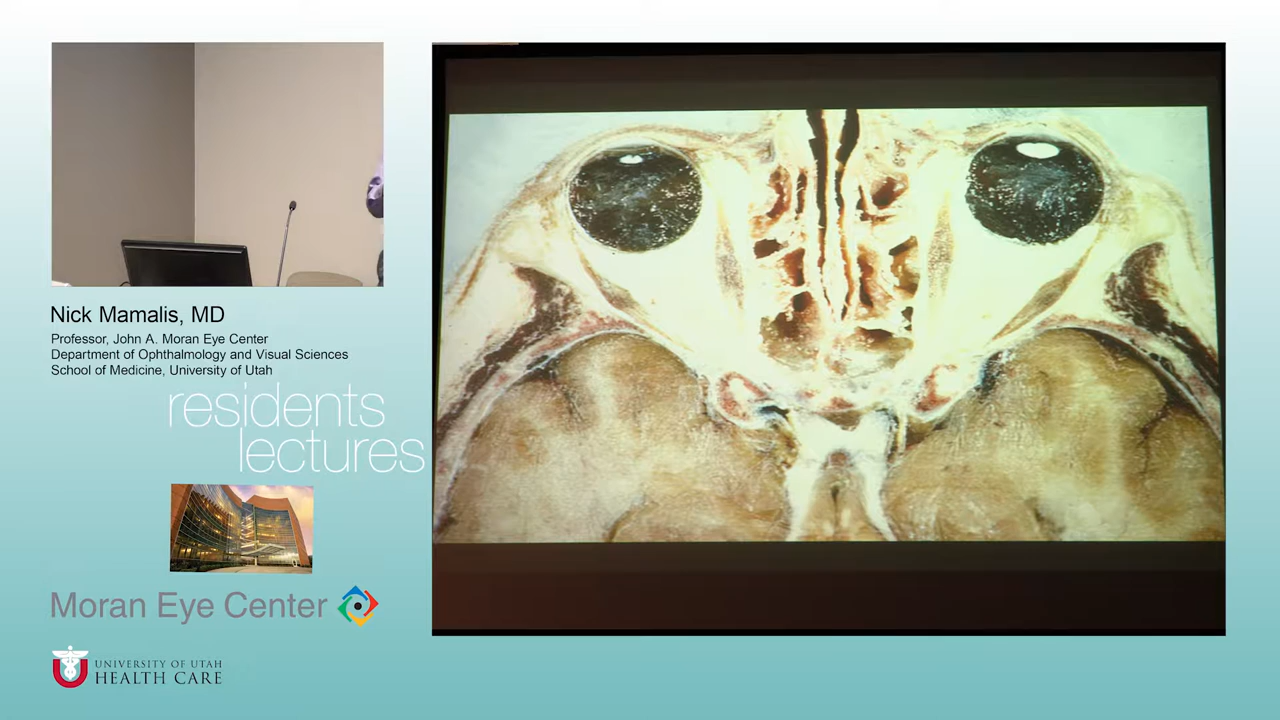 Nick Mamalis, MD
Professor, John A. Moran Eye Center
Department of Ophthalmology and Visual Sciences
School of Medicine, University of Utah
residents
lectures
Moran Eye Center
UNIVERSITY OF UTAH
HEALTH CARE